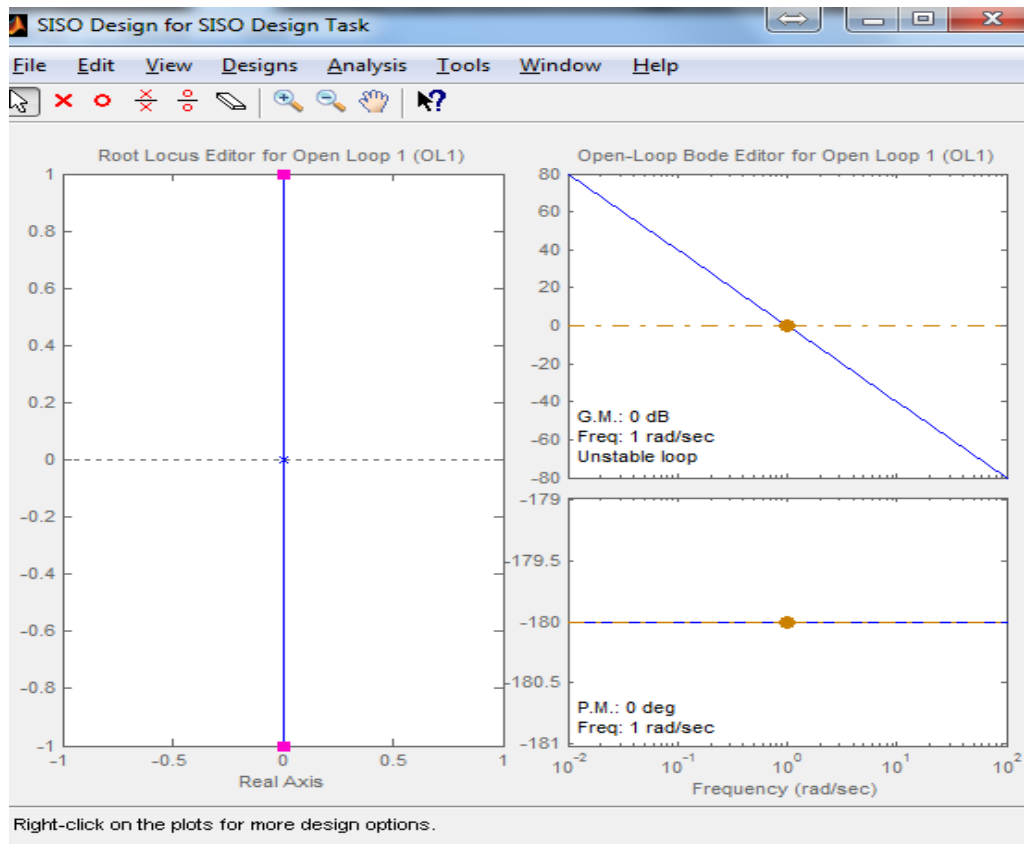 SISO Design for SISO Design Task
File Edit View Designs Analysis Tools Window Help
Root Locus Editor for Open Loop 1 (OL1)
1
0.8
0.6
0.4
0.2
0
-0.2
-0.4
-0.6
-0.8
-1
-1 -0.5 0 0.5 1
Real Axis
Open-Loop Bode Editor for Open Loop 1 (OL1)
80
60
40
20
0
-20
-40
-60
-80
G.M.: 0 dB
Freq: 1 rad/sec
Unstable loop
-179
-179.5
-180
-180.5
-181
P.M.: 0 deg
Freq: 1 rad/sec
10^-2 10^-1 10^0 10^1 10^2
Frequency (rad/sec)
Right-click on the plots for more design options.